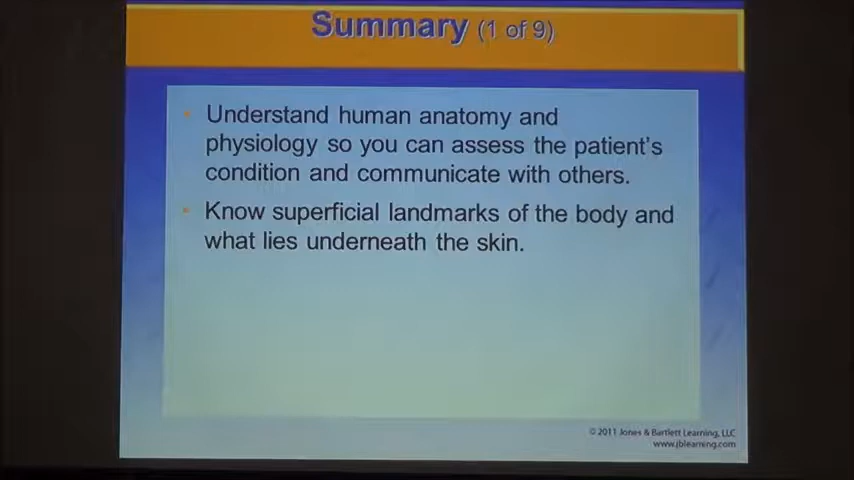 Summary (1 of 9)
• Understand human anatomy and
physiology so you can assess the patient's
condition and communicate with others.
• Know superficial landmarks of the body and
what lies underneath the skin.
© 2011 Jones & Bartlett Learning, LLC
www.jblearning.com